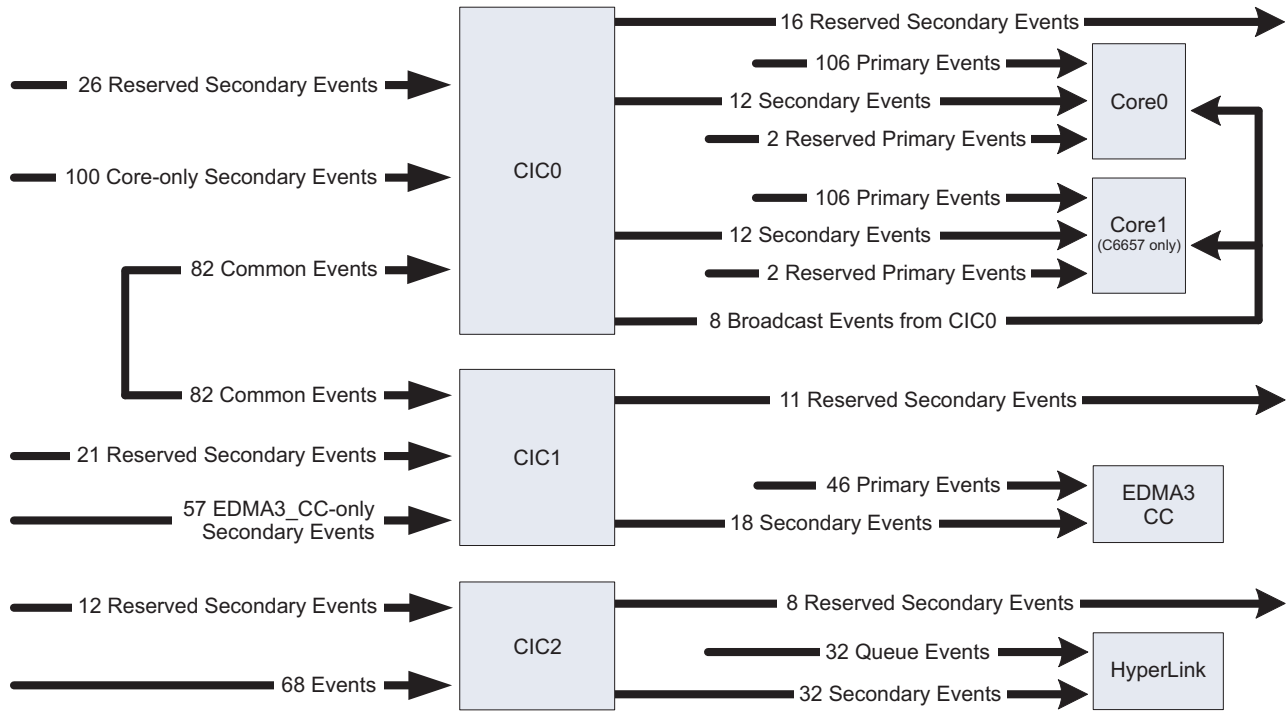 16 Reserved Secondary Events
106 Primary Events
26 Reserved Secondary Events
12 Secondary Events
Core0
2 Reserved Primary Events
100 Core-only Secondary Events
CIC0
106 Primary Events
12 Secondary Events
Core1
(C6657 only)
82 Common Events
2 Reserved Primary Events
8 Broadcast Events from CIC0
82 Common Events
11 Reserved Secondary Events
21 Reserved Secondary Events
CIC1
46 Primary Events
EDMA3
CC
57 EDMA3_CC-only
Secondary Events
18 Secondary Events
12 Reserved Secondary Events
8 Reserved Secondary Events
CIC2
32 Queue Events
HyperLink
68 Events
32 Secondary Events